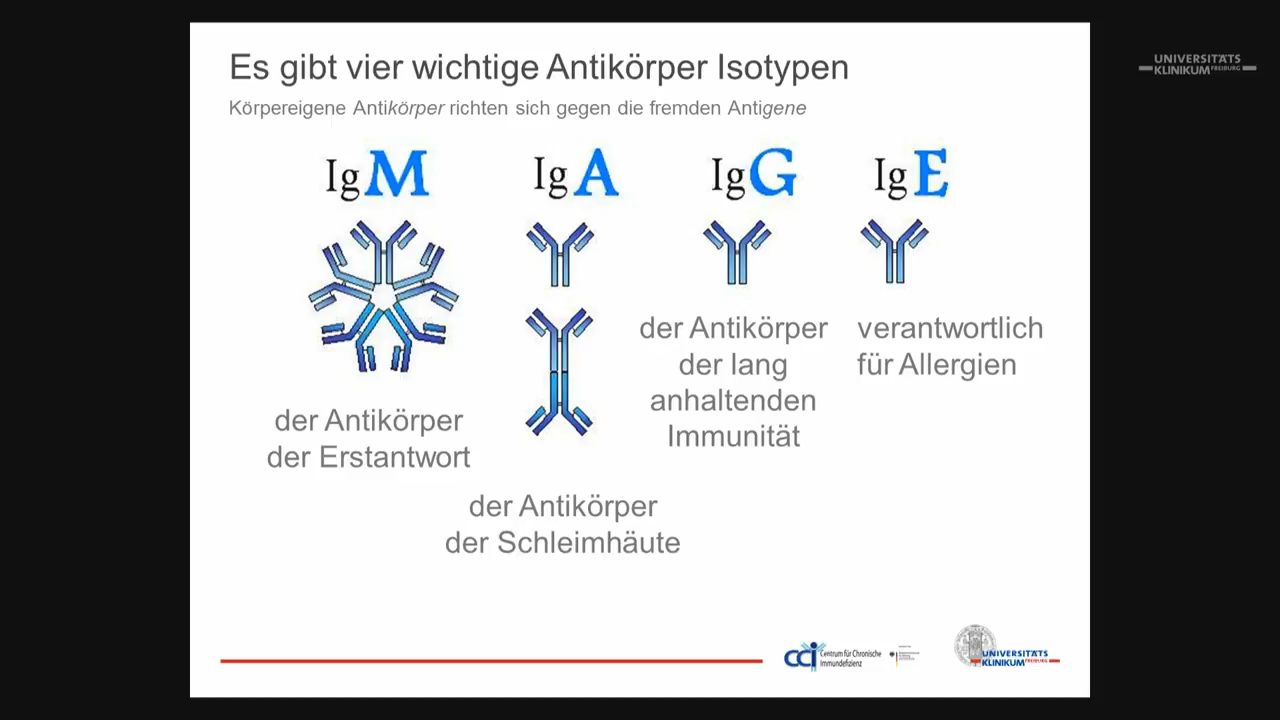 Es gibt vier wichtige Antikörper Isotypen
Körpereigene Antikörper richten sich gegen die fremden Antigene
IgM
IgA
IgG
IgE
der Antikörper
der Erstantwort
der Antikörper
der Schleimhäute
der Antikörper
der lang
anhaltenden
Immunität
verantwortlich
für Allergien
cci
Centrum für Chronische
Immundefizienz
UNIVERSITÄTS
KLINIKUM FREIBURG
UNIVERSITÄTS
KLINIKUM FREIBURG